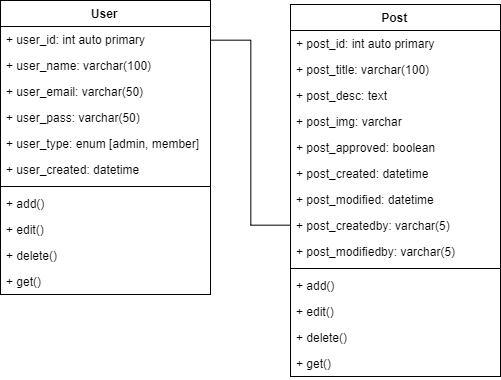 User
+ user_id: int auto primary
+ user_name: varchar(100)
+ user_email: varchar(50)
+ user_pass: varchar(50)
+ user_type: enum [admin, member]
+ user_created: datetime
+ add()
+ edit()
+ delete()
+ get()
Post
+ post_id: int auto primary
+ post_title: varchar(100)
+ post_desc: text
+ post_img: varchar
+ post_approved: boolean
+ post_created: datetime
+ post_modified: datetime
+ post_createdby: varchar(5)
+ post_modifiedby: varchar(5)
+ add()
+ edit()
+ delete()
+ get()